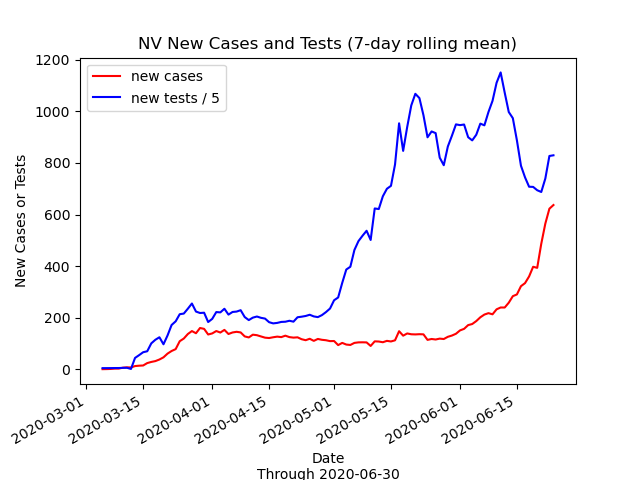 NV New Cases and Tests (7-day rolling mean)
new cases
new tests / 5
New Cases or Tests
1200
1000
800
600
400
200
0
2020-03-01
2020-03-15
2020-04-01
2020-04-15
2020-05-01
2020-05-15
2020-06-01
2020-06-15
Date
Through 2020-06-30